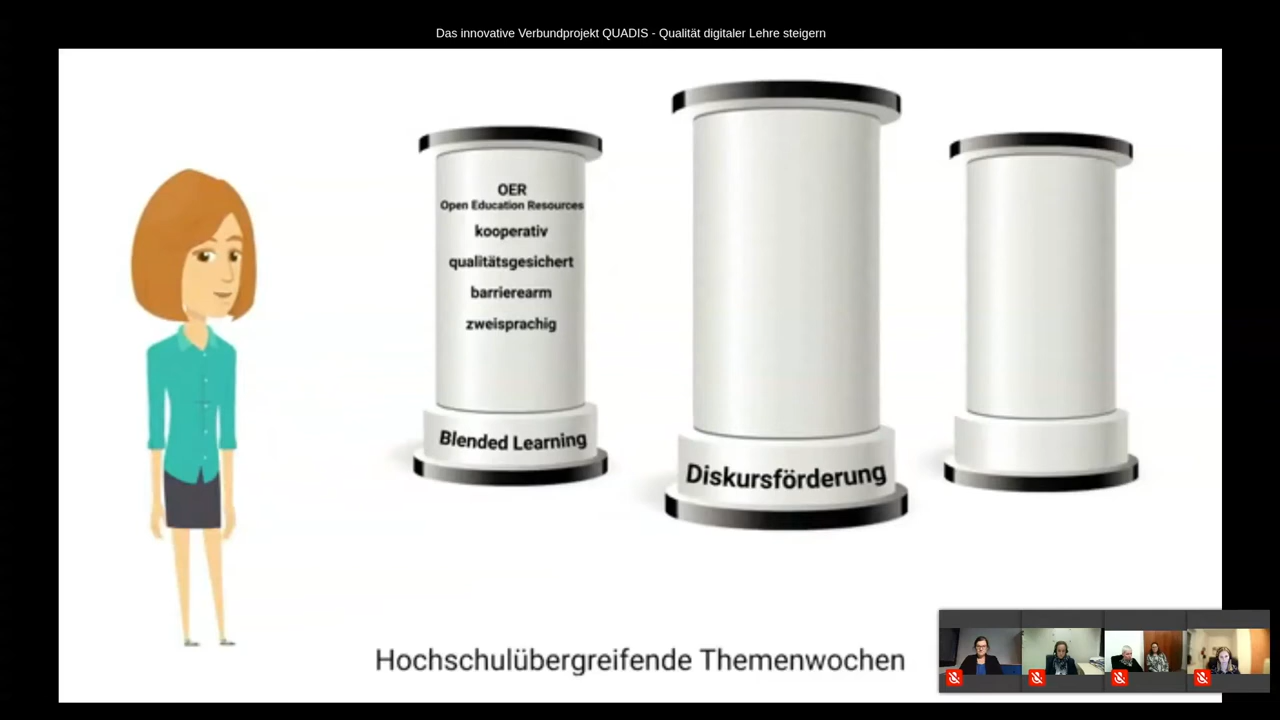 Das innovative Verbundprojekt QUADIS - Qualität digitaler Lehre steigern
OER
Open Education Resources
kooperativ
qualitätsgesichert
barrierearm
zweisprachig
Blended Learning
Diskursförderung
Hochschulübergreifende Themenwochen